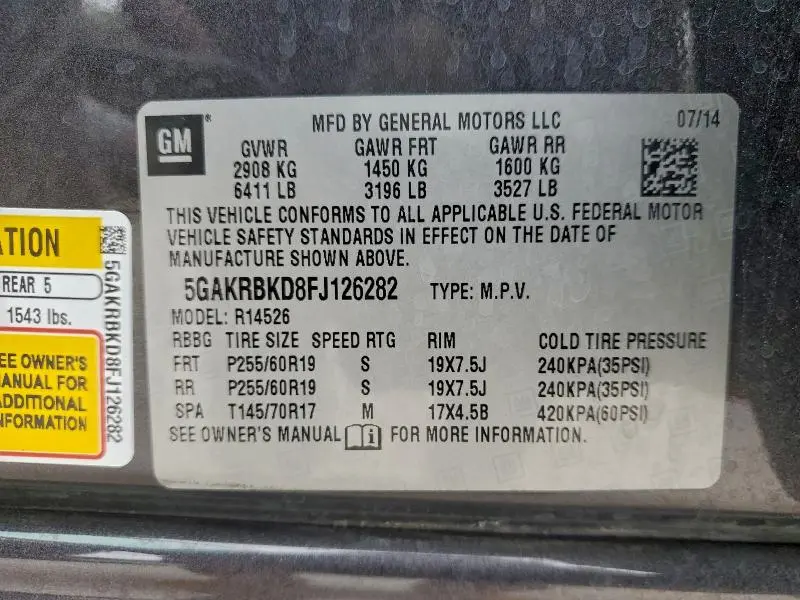 GM®
MFD BY GENERAL MOTORS LLC 07/14
GVWR GAWR FRT GAWR RR
2908 KG 1450 KG 1600 KG
6411 LB 3196 LB 3527 LB
THIS VEHICLE CONFORMS TO ALL APPLICABLE U.S. FEDERAL MOTOR
VEHICLE SAFETY STANDARDS IN EFFECT ON THE DATE OF
MANUFACTURE SHOWN ABOVE.
5GAKRBKD8FJ126282 TYPE: M.P.V.
MODEL: R14526
RBBG TIRE SIZE SPEED RTG RIM COLD TIRE PRESSURE
FRT P255/60R19 S 19X7.5J 240KPA(35PSI)
RR P255/60R19 S 19X7.5J 240KPA(35PSI)
SPA T145/70R17 M 17X4.5B 420KPA(60PSI)
SEE OWNER'S MANUAL i FOR MORE INFORMATION.
ATION
REAR 5
1543 lbs.
SEE OWNER'S
MANUAL FOR
ADDITIONAL
INFORMATION
5GAKRBKD8FJ126282